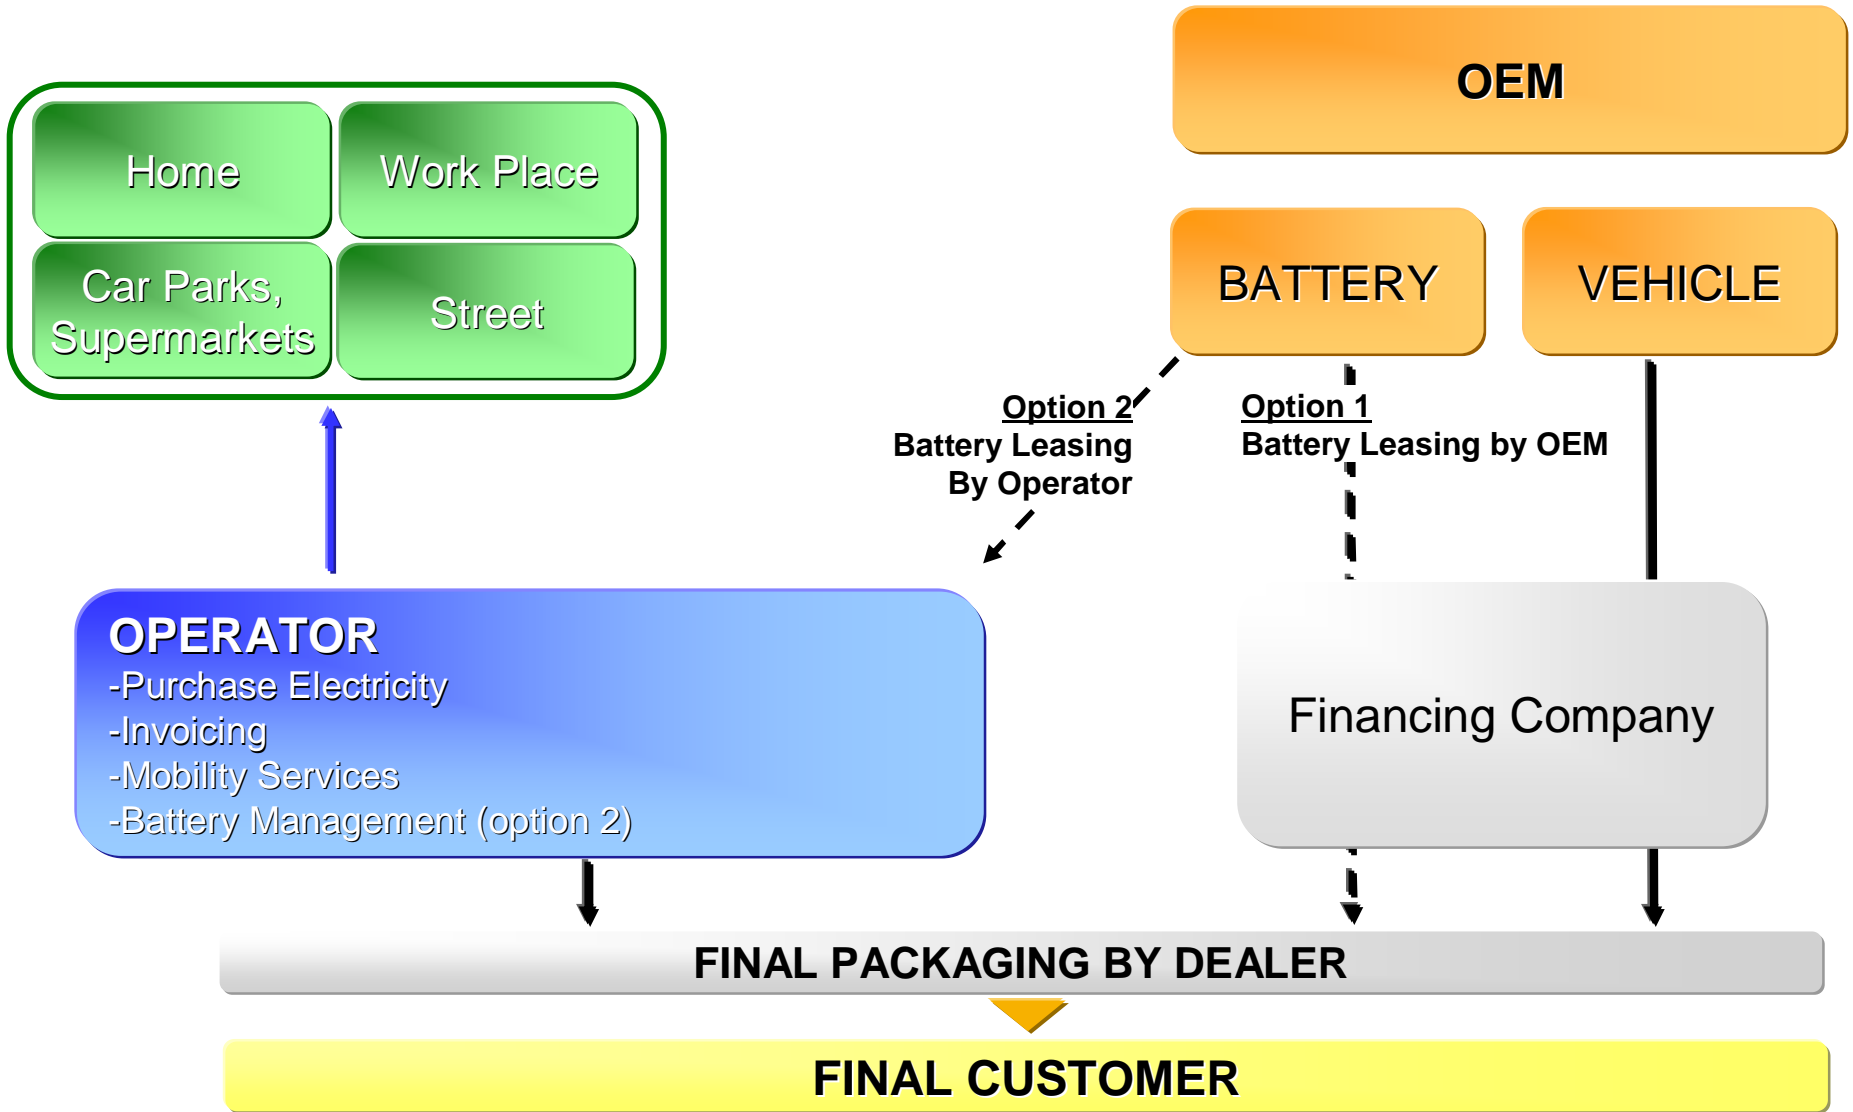 OEM
Home
Work Place
Car Parks,
Supermarkets
Street
BATTERY
VEHICLE
Option 2
Battery Leasing
By Operator
Option 1
Battery Leasing by OEM
OPERATOR
-Purchase Electricity
-Invoicing
-Mobility Services
-Battery Management (option 2)
Financing Company
FINAL PACKAGING BY DEALER
FINAL CUSTOMER